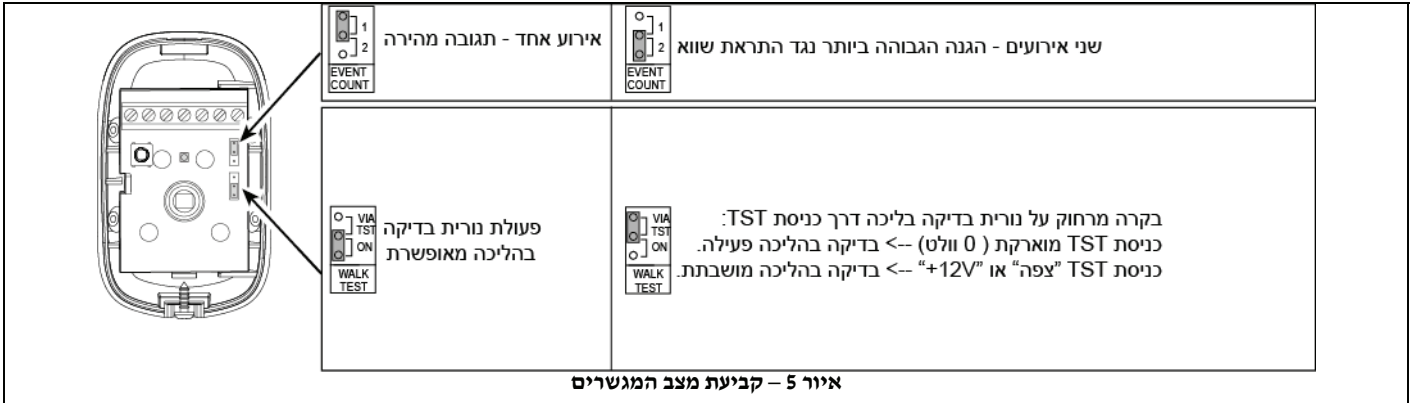 1
2
EVENT
COUNT
אירוע אחד - תגובה מהירה
1
2
EVENT
COUNT
שני אירועים - הגנה הגבוהה ביותר נגד התראת שווא
VIA
TST
ON
WALK
TEST
פעולת נורית בדיקה
בהליכה מאופשרת
VIA
TST
ON
WALK
TEST
בקרה מרחוק על נורית בדיקה בליכה דרך כניסת TST:
כניסת TST מוארקת ( 0 וולט) --> בדיקה בהליכה פעילה.
כניסת TST "צפה" או "12V+" --> בדיקה בהליכה מושבתת.
איור 5 – קביעת מצב המגשרים